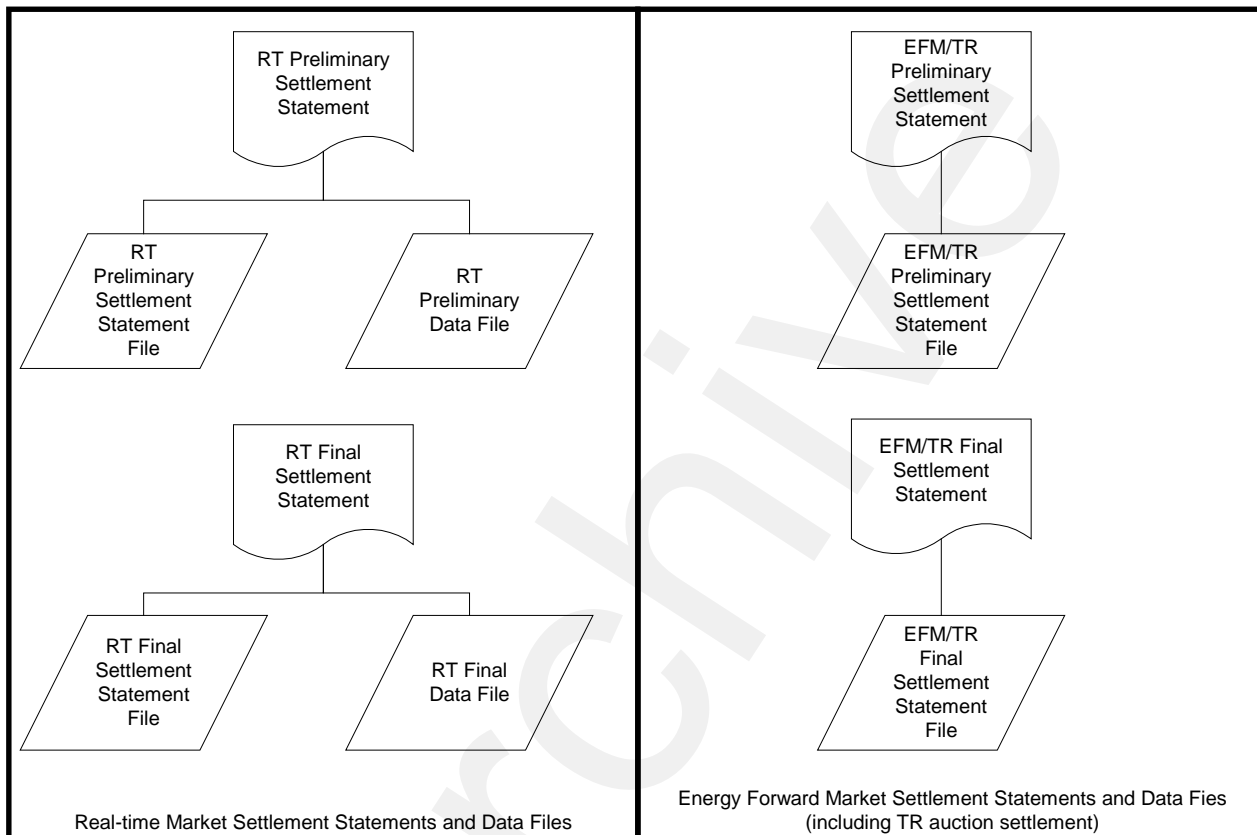 RT Preliminary
Settlement
Statement
RT
Preliminary
Settlement
Statement
File
RT
Preliminary
Data File
RT Final
Settlement
Statement
RT Final
Settlement
Statement
File
RT Final
Data File
Real-time Market Settlement Statements and Data Files
EFM/TR
Preliminary
Settlement
Statement
EFM/TR
Preliminary
Settlement
Statement
File
EFM/TR Final
Settlement
Statement
EFM/TR
Final
Settlement
Statement
File
Energy Forward Market Settlement Statements and Data Fies
(including TR auction settlement)
rchive